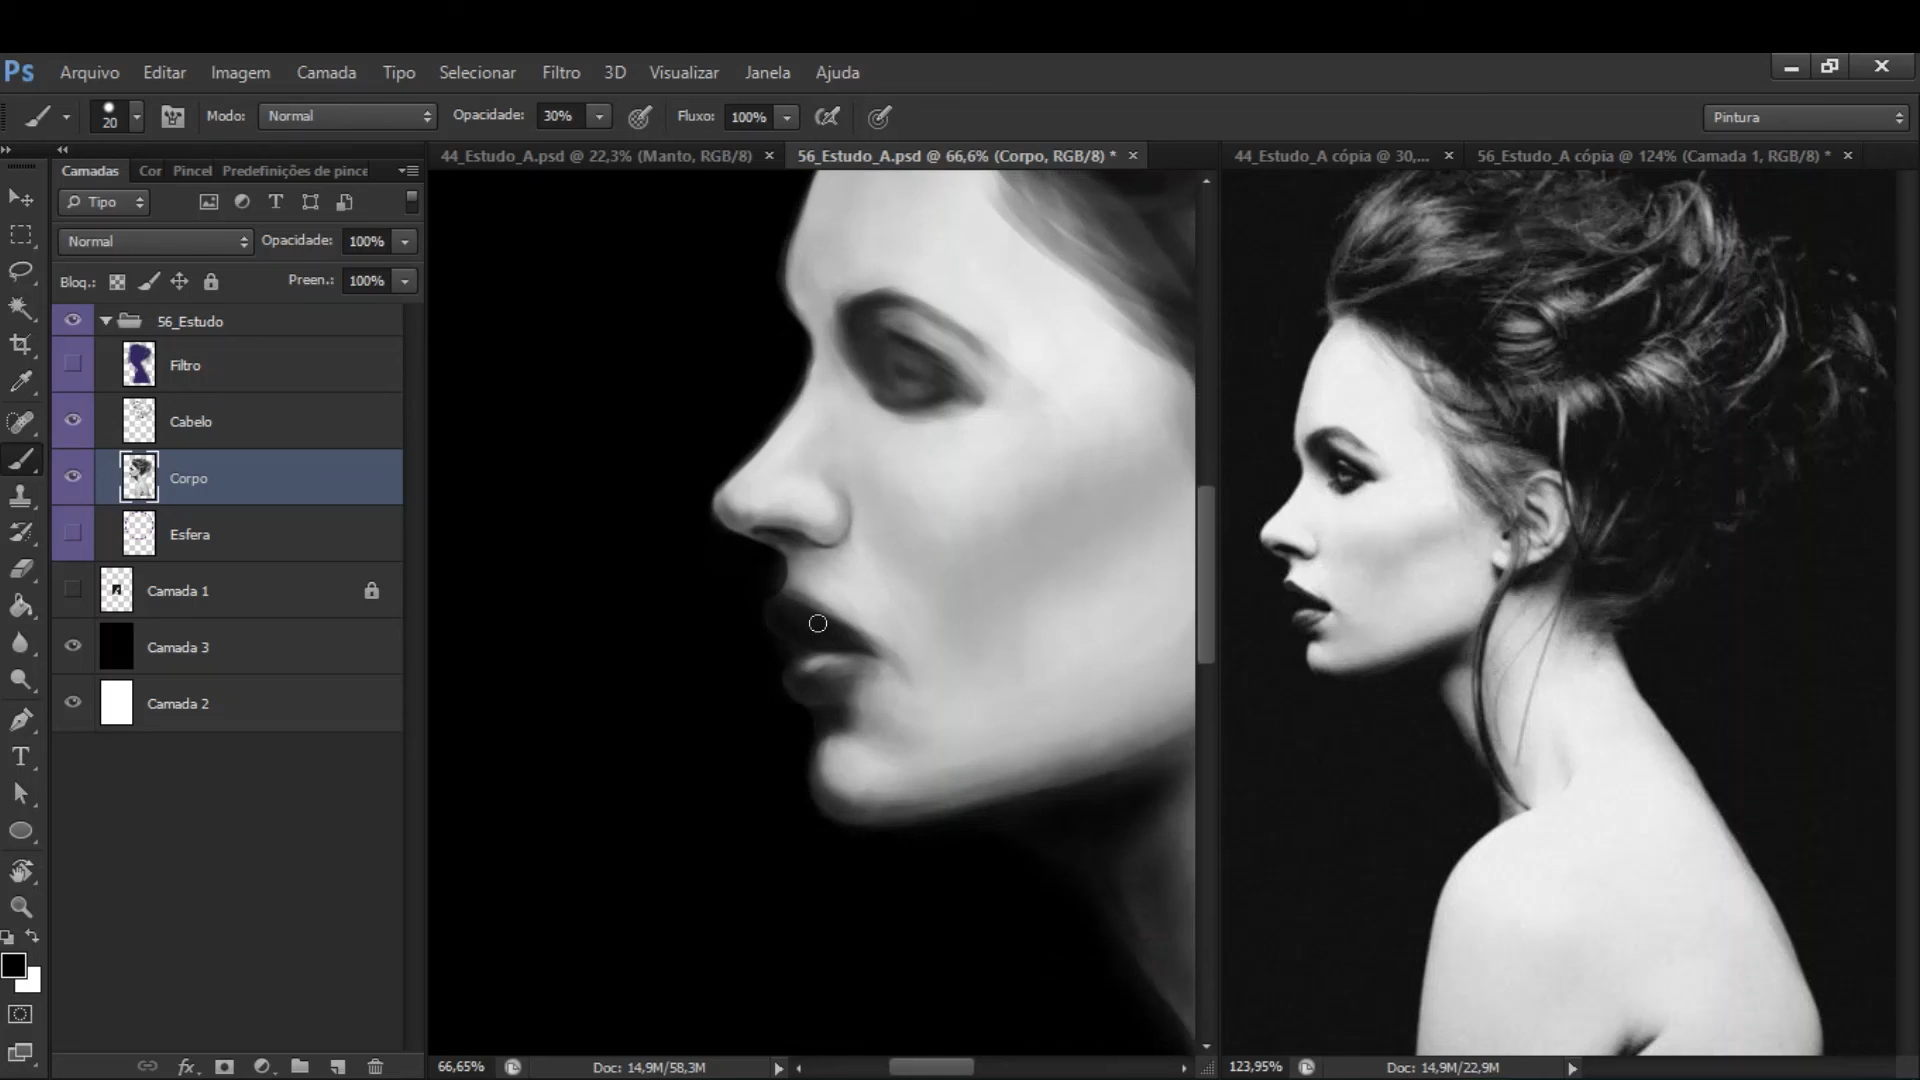 Ps Arquivo Editar Imagem Camada Tipo Selecionar Filtro 3D Visualizar Janela Ajuda
20 Modo: Normal Opacidade: 30% Fluxo: 100% Pintura
Camadas Cor Pincel Predefinições de pince
44_Estudo_A.psd @ 22,3% (Manto, RGB/8) × 56_Estudo_A.psd @ 66,6% (Corpo, RGB/8) * ×
44_Estudo_A cópia @ 30,... × 56_Estudo_A cópia @ 124% (Camada 1, RGB/8) * ×
Tipo
Normal Opacidade: 100%
Bloq.: Preen.: 100%
56_Estudo
Filtro
Cabelo
Corpo
Esfera
Camada 1
Camada 3
Camada 2
T
fx
66,65% Doc: 14,9M/58,3M
123,95% Doc: 14,9M/22,9M